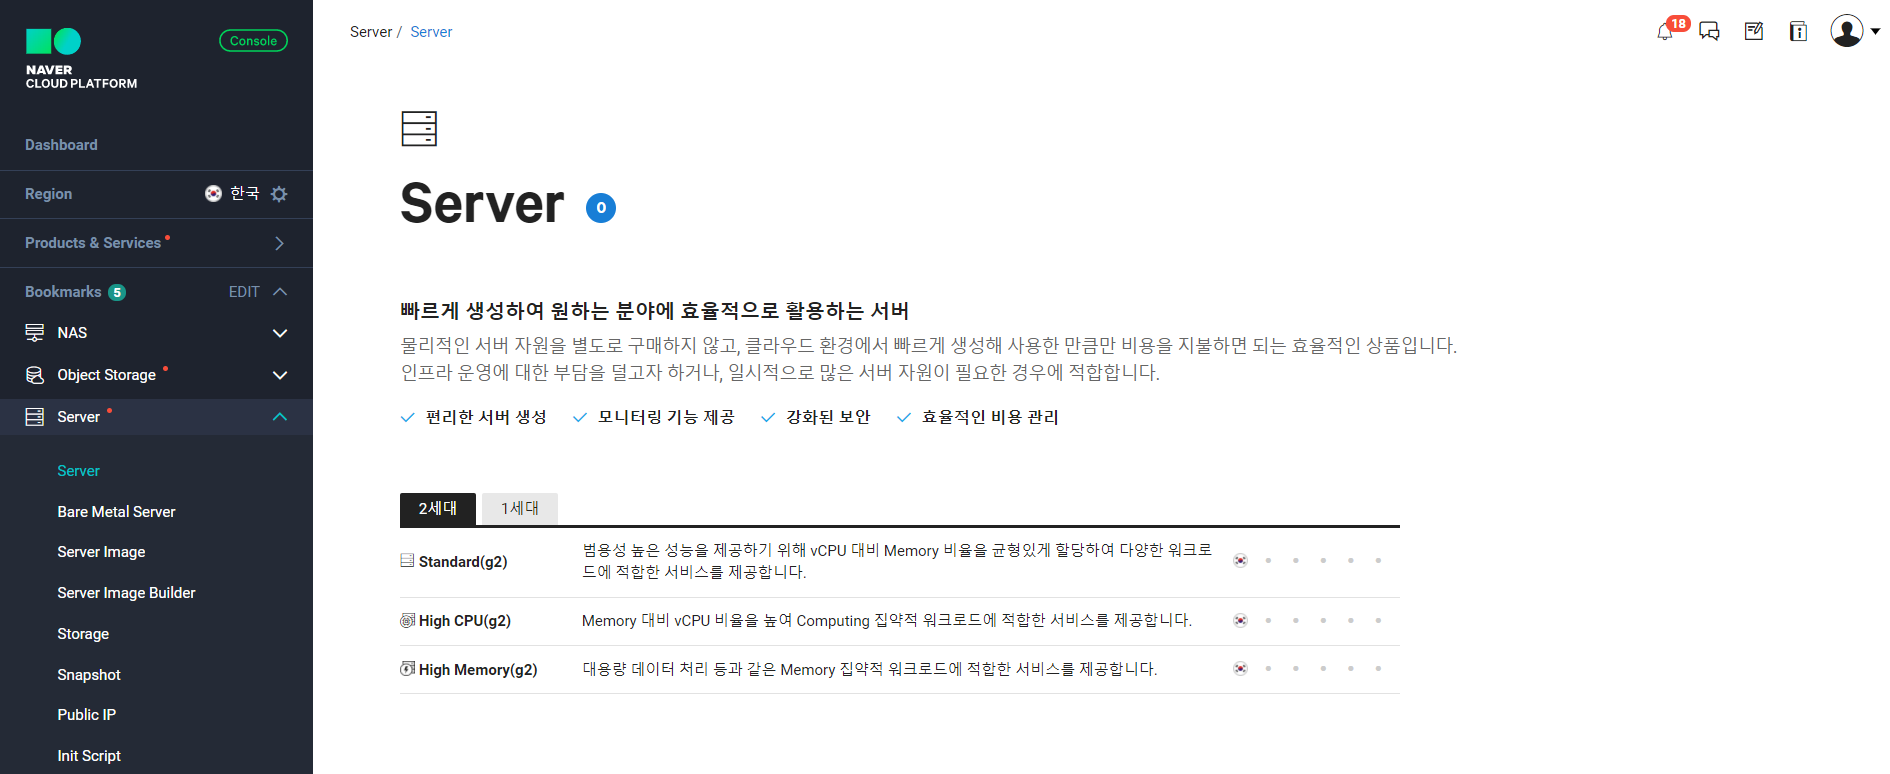 NAVER
CLOUD PLATFORM
Console
Dashboard
Region 한국
Products & Services
Bookmarks 5 EDIT
NAS
Object Storage
Server
Server
Bare Metal Server
Server Image
Server Image Builder
Storage
Snapshot
Public IP
Init Script
Server / Server
18
Server 0
빠르게 생성하여 원하는 분야에 효율적으로 활용하는 서버
물리적인 서버 자원을 별도로 구매하지 않고, 클라우드 환경에서 빠르게 생성해 사용한 만큼만 비용을 지불하면 되는 효율적인 상품입니다.
인프라 운영에 대한 부담을 덜고자 하거나, 일시적으로 많은 서버 자원이 필요한 경우에 적합합니다.
편리한 서버 생성 모니터링 기능 제공 강화된 보안 효율적인 비용 관리
2세대 1세대
Standard(g2) 범용성 높은 성능을 제공하기 위해 vCPU 대비 Memory 비율을 균형있게 할당하여 다양한 워크로
드에 적합한 서비스를 제공합니다.
High CPU(g2) Memory 대비 vCPU 비율을 높여 Computing 집약적 워크로드에 적합한 서비스를 제공합니다.
High Memory(g2) 대용량 데이터 처리 등과 같은 Memory 집약적 워크로드에 적합한 서비스를 제공합니다.